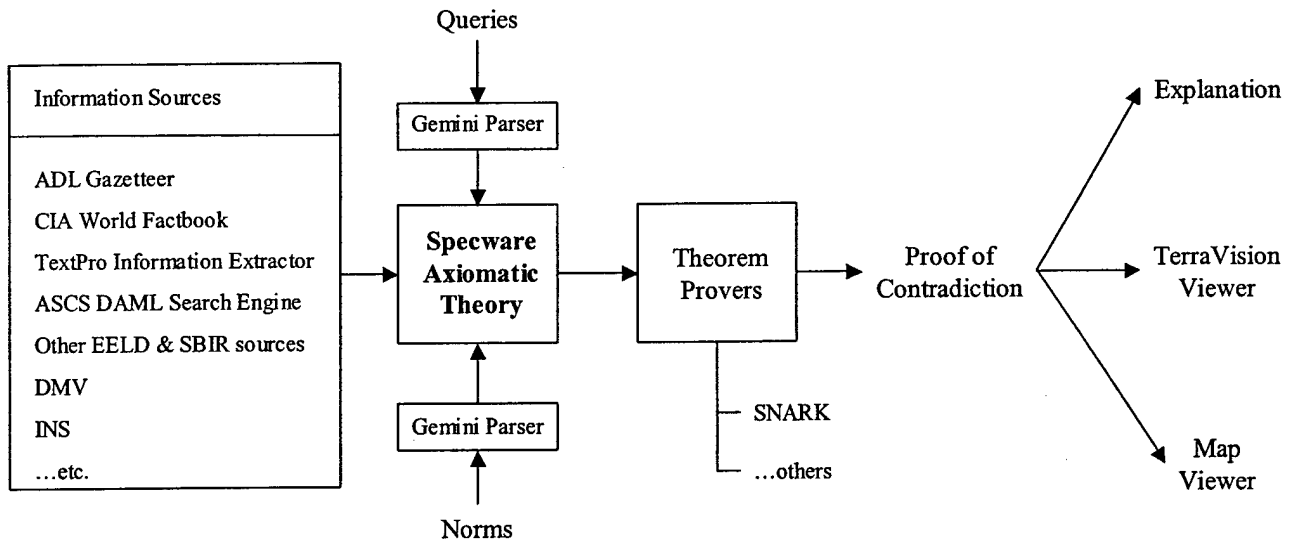 Queries
Information Sources
Gemini Parser
ADL Gazetteer
CIA World Factbook
TextPro Information Extractor
ASCS DAML Search Engine
Other EELD & SBIR sources
DMV
INS
...etc.
Specware
Axiomatic
Theory
Gemini Parser
Norms
Theorem
Provers
SNARK
...others
Proof of
Contradiction
Explanation
TerraVision
Viewer
Map
Viewer